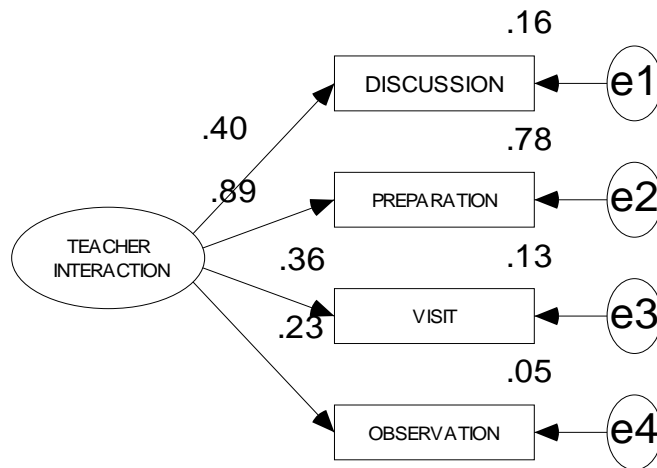 .16
DISCUSSION
e1
.40
.78
.89
PREPARATION
e2
TEACHER
INTERACTION
.36
.13
.23
VISIT
e3
.05
OBSERVATION
e4